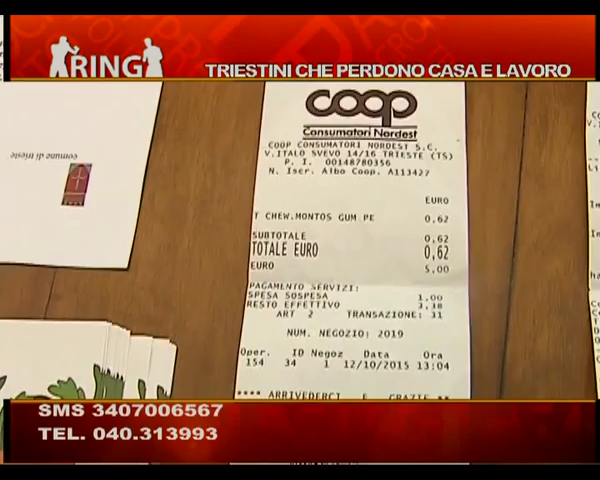 RING
TRIESTINI CHE PERDONO CASA E LAVORO
comune di trieste
coop
Consumatori Nordest
COOP CONSUMATORI NORDEST S.C.
V.ITALO SVEVO 14/16 TRIESTE (TS)
P. I. 00148780356
N. Iscr. Albo Coop. A113427
EURO
T CHEW.MONTOS GUM PE 0,62
SUBTOTALE 0,62
TOTALE EURO 0,62
EURO 5,00
PAGAMENTO SERVIZI:
SPESA SOSPESA 1,00
RESTO EFFETTIVO 3,38
ART 2 TRANSAZIONE: 31
NUM. NEGOZIO: 2019
Oper. ID Negoz Data Ora
154 34 1 12/10/2015 13:04
**** ARRIVEDERCI E GRAZIE **
SMS 3407006567
TEL. 040.313993